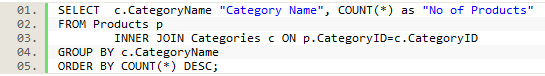 01. SELECT c.CategoryName "Category Name", COUNT(*) as "No of Products"
02. FROM Products p
03. INNER JOIN Categories c ON p.CategoryID=c.CategoryID
04. GROUP BY c.CategoryName
05. ORDER BY COUNT(*) DESC;